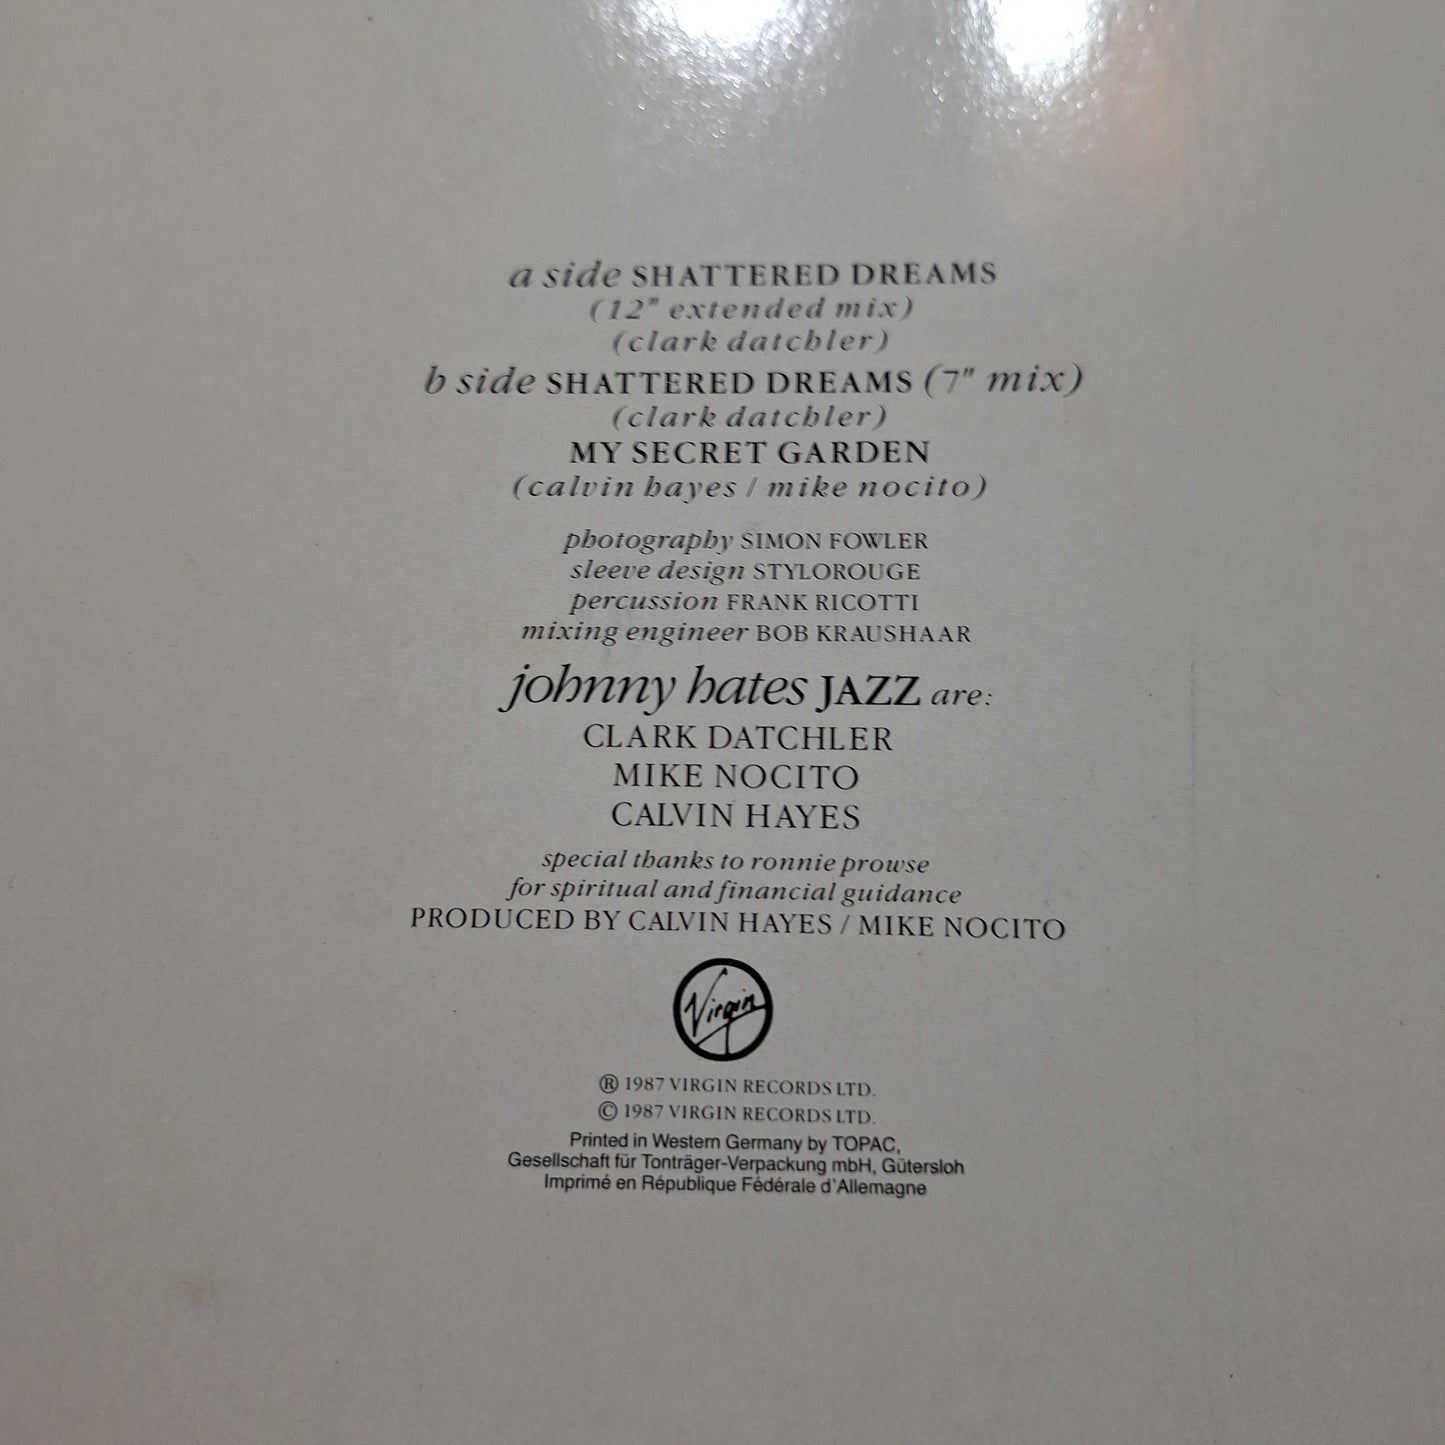 a side SHATTERED DREAMS
(12" extended mix)
(clark datchler)
b side SHATTERED DREAMS (7" mix)
(clark datchler)
MY SECRET GARDEN
(calvin hayes / mike nocito)
photography SIMON FOWLER
sleeve design STYLOROUGE
percussion FRANK RICOTTI
mixing engineer BOB KRAUSHAAR
johnny hates JAZZ are:
CLARK DATCHLER
MIKE NOCITO
CALVIN HAYES
special thanks to ronnie prowse
for spiritual and financial guidance
PRODUCED BY CALVIN HAYES / MIKE NOCITO
Virgin
® 1987 VIRGIN RECORDS LTD.
© 1987 VIRGIN RECORDS LTD.
Printed in Western Germany by TOPAC,
Gesellschaft für Tonträger-Verpackung mbH, Gütersloh
Imprimé en République Fédérale d'Allemagne